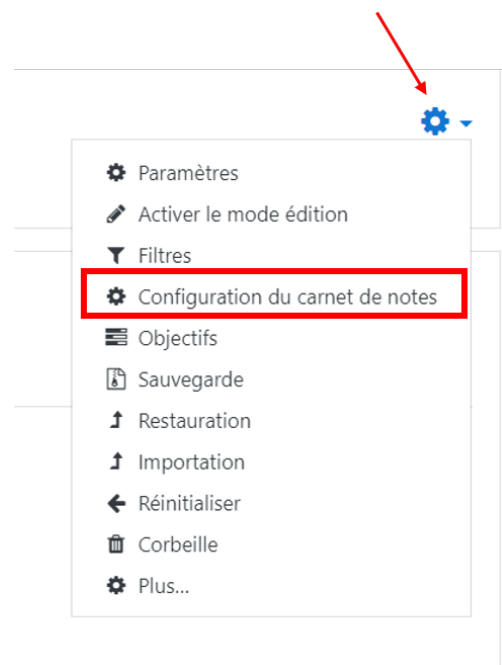 Paramètres
Activer le mode édition
Filtres
Configuration du carnet de notes
Objectifs
Sauvegarde
Restauration
Importation
Réinitialiser
Corbeille
Plus...